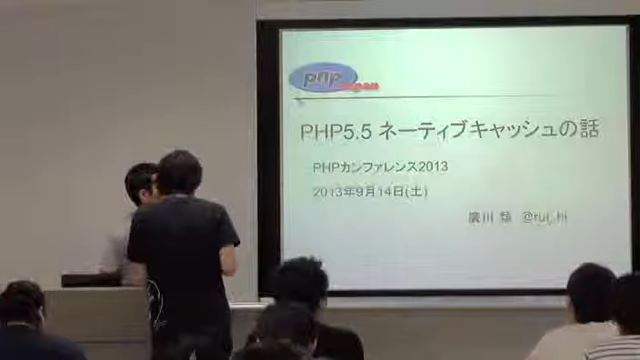 php
Japan
PHP5.5 ネーティブキャッシュの話
PHPカンファレンス2013
2013年9月14日(土)
廣川 類 @rui_hi